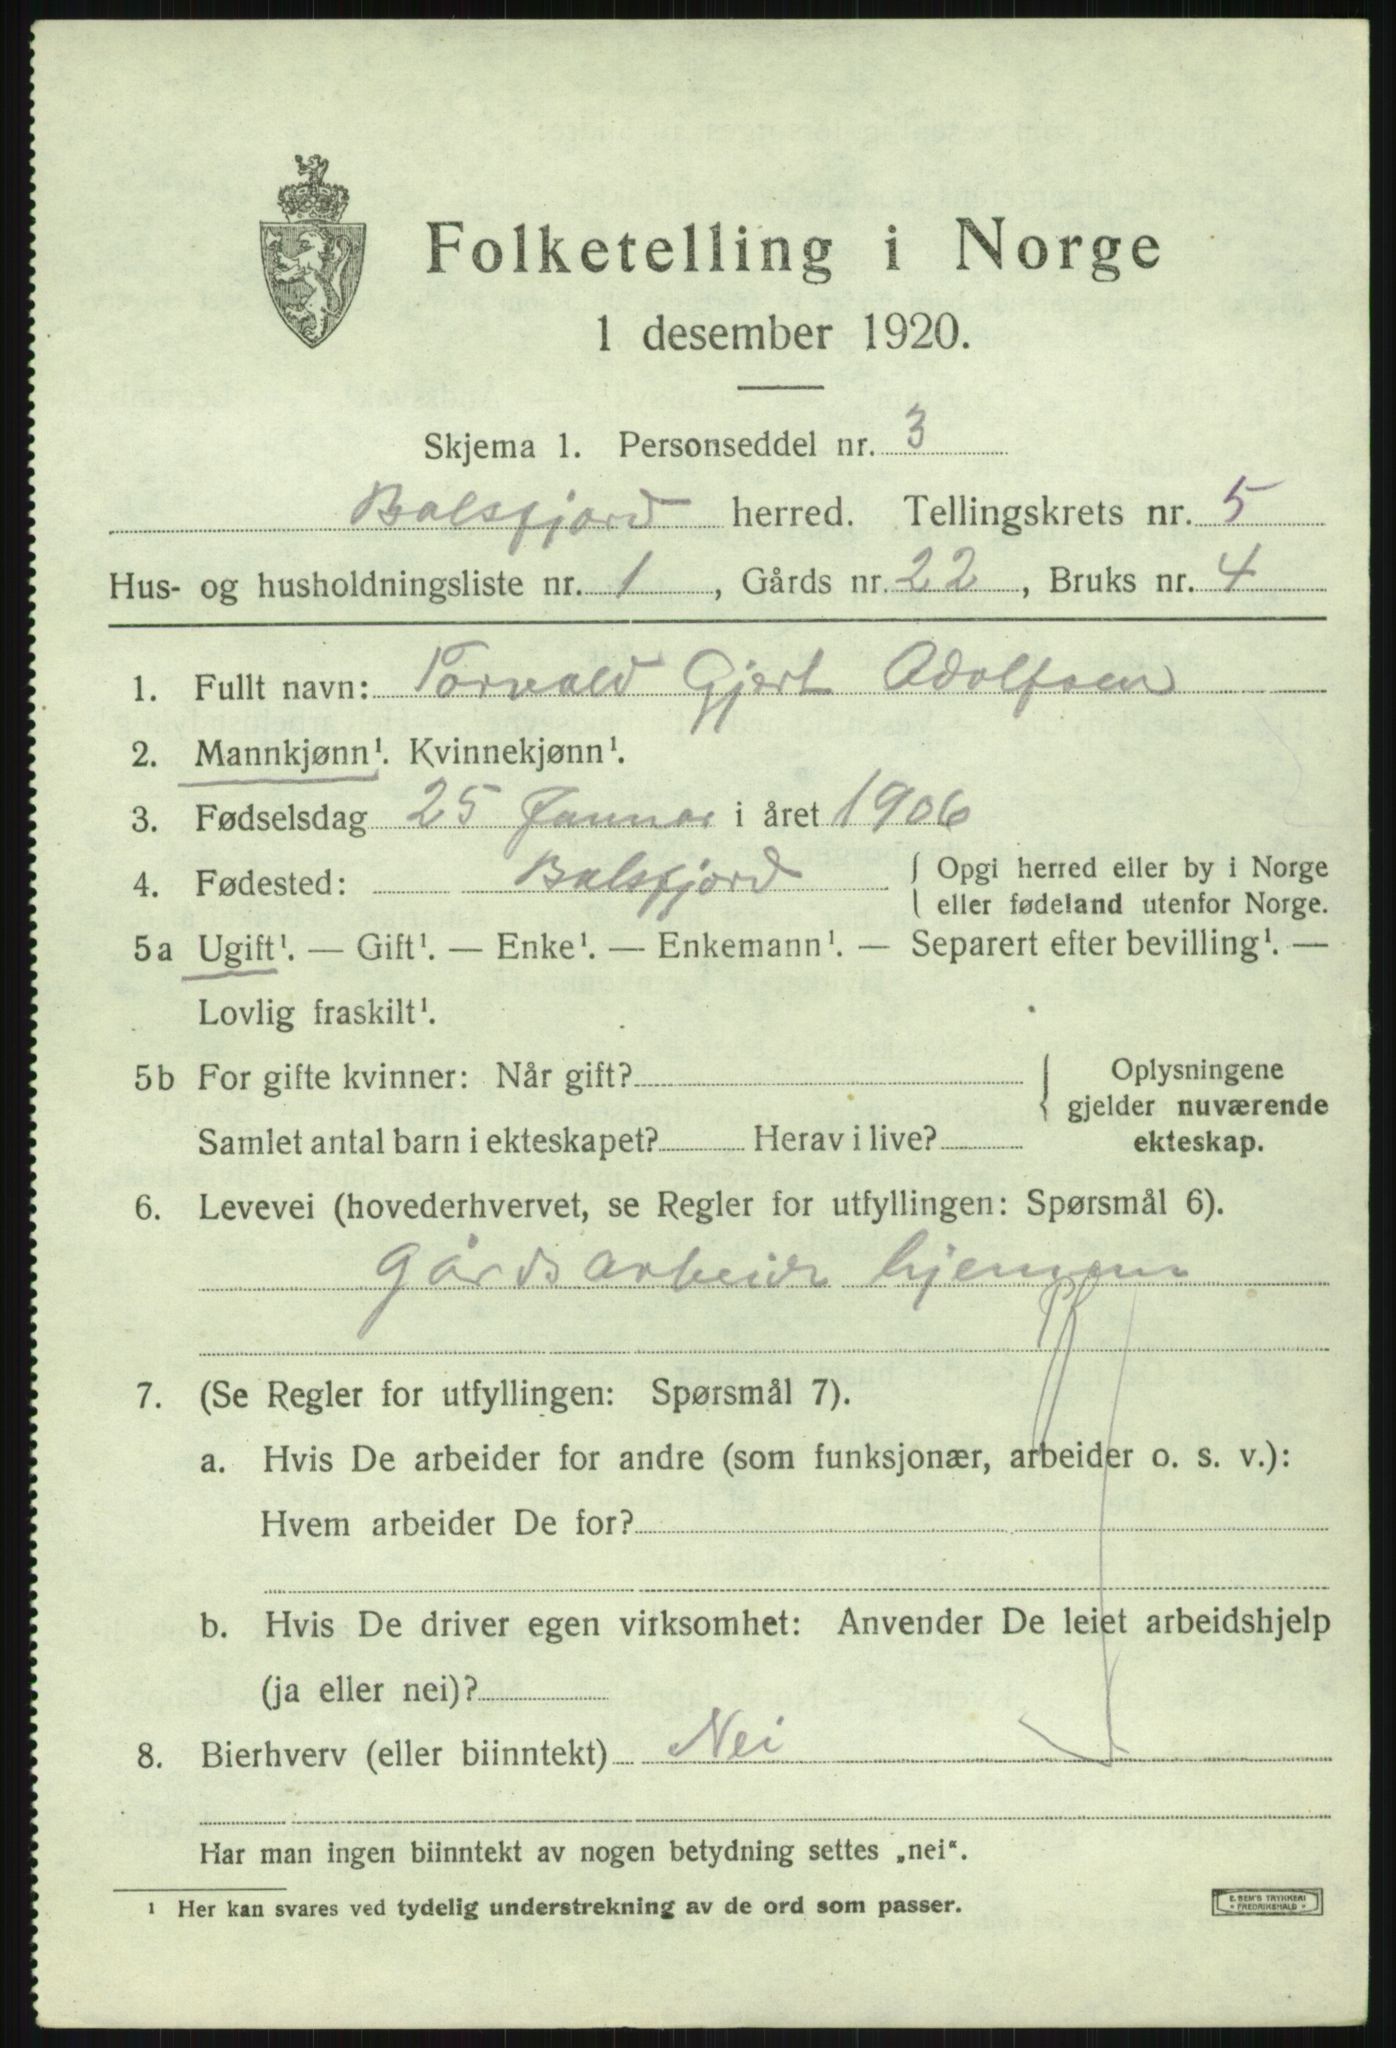 Folketelling i Norge
1 desember 1920.
Skjema 1. Personseddel nr. 3
Balsfjord herred. Tellingskrets nr. 5
Hus- og husholdningsliste nr. 1, Gårds nr. 22, Bruks nr. 4
1. Fullt navn: Torvald Gjert Adolfsen
2. Mannkjønn¹. Kvinnekjønn¹.
3. Fødselsdag 25 Januar i året 1906
4. Fødested: Balsfjord { Opgi herred eller by i Norge
eller fødeland utenfor Norge.
5a Ugift¹. — Gift¹. — Enke¹. — Enkemann¹. — Separert efter bevilling¹. —
Lovlig fraskilt¹.
5b For gifte kvinner: Når gift? { Oplysningene
gjelder nuværende
Samlet antal barn i ekteskapet? Herav i live? ekteskap.
6. Levevei (hovederhvervet, se Regler for utfyllingen: Spørsmål 6).
Gårdsarbeide hjemme
7. (Se Regler for utfyllingen: Spørsmål 7).
a. Hvis De arbeider for andre (som funksjonær, arbeider o. s. v.):
Hvem arbeider De for?
b. Hvis De driver egen virksomhet: Anvender De leiet arbeidshjelp
(ja eller nei)?
8. Bierhverv (eller biinntekt) Nei
Har man ingen biinntekt av nogen betydning settes „nei“.
¹ Her kan svares ved tydelig understrekning av de ord som passer.
E. SEM'S TRYKKERI
* FREDRIKSHALD *